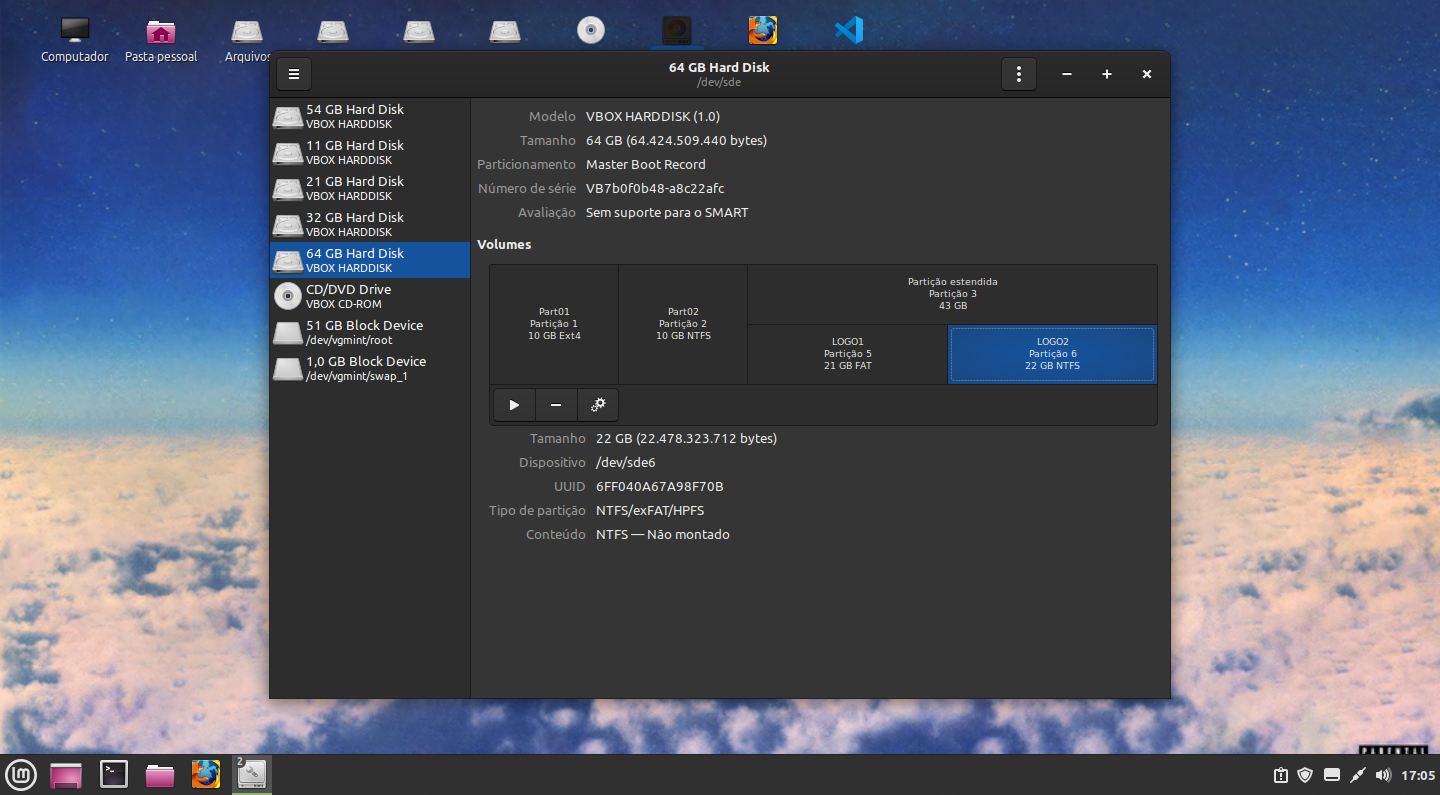 Computador
Pasta pessoal
Arquivos
64 GB Hard Disk
/dev/sde
54 GB Hard Disk
VBOX HARDDISK
11 GB Hard Disk
VBOX HARDDISK
21 GB Hard Disk
VBOX HARDDISK
32 GB Hard Disk
VBOX HARDDISK
64 GB Hard Disk
VBOX HARDDISK
CD/DVD Drive
VBOX CD-ROM
51 GB Block Device
/dev/vgmint/root
1,0 GB Block Device
/dev/vgmint/swap_1
Modelo VBOX HARDDISK (1.0)
Tamanho 64 GB (64.424.509.440 bytes)
Particionamento Master Boot Record
Número de série VB7b0f0b48-a8c22afc
Avaliação Sem suporte para o SMART
Volumes
Part01
Partição 1
10 GB Ext4
Part02
Partição 2
10 GB NTFS
Partição estendida
Partição 3
43 GB
LOGO1
Partição 5
21 GB FAT
LOGO2
Partição 6
22 GB NTFS
Tamanho 22 GB (22.478.323.712 bytes)
Dispositivo /dev/sde6
UUID 6FF040A67A98F70B
Tipo de partição NTFS/exFAT/HPFS
Conteúdo NTFS — Não montado
PARENTAL
2
17:05